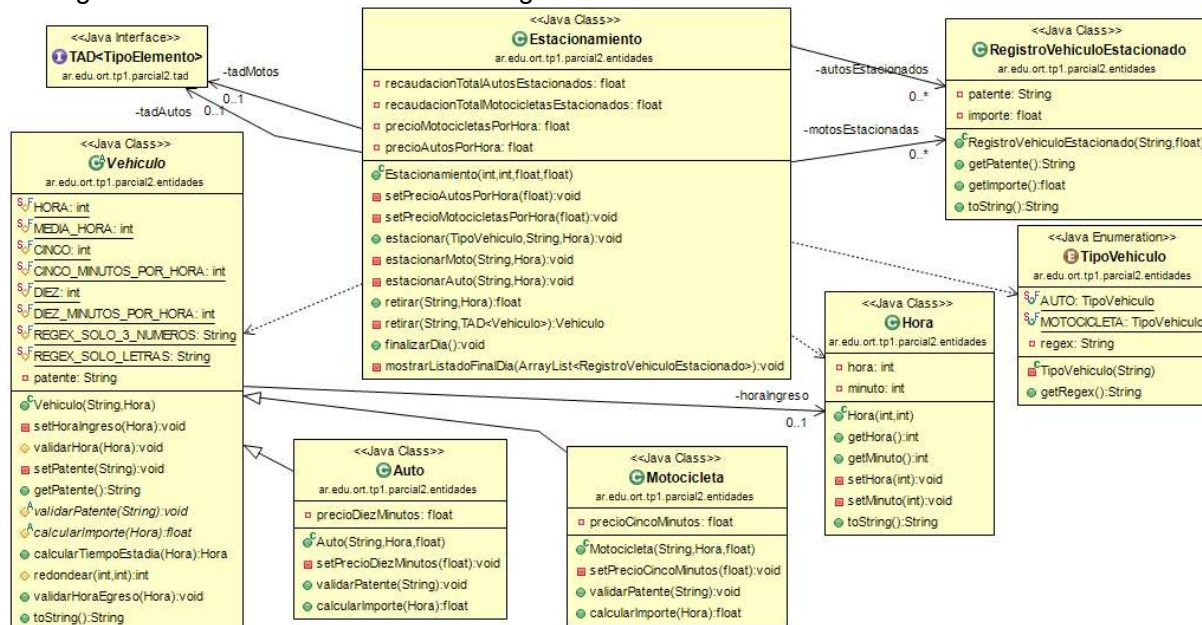 <<Java Interface>>
TAD<TipoElemento>
ar.edu.ort.tp1.parcial2.tad
-tadMotos
0..1
-tadAutos
0..1
<<Java Class>>
Estacionamiento
ar.edu.ort.tp1.parcial2.entidades
recaudacionTotalAutosEstacionados: float
recaudacionTotalMotocicletasEstacionados: float
precioMotocicletasPorHora: float
precioAutosPorHora: float
Estacionamiento(int,int,float,float)
setPrecioAutosPorHora(float):void
setPrecioMotocicletasPorHora(float):void
estacionar(TipoVehiculo,String,Hora):void
estacionarMoto(String,Hora):void
estacionarAuto(String,Hora):void
retirar(String,Hora):float
retirar(String,TAD<Vehiculo>):Vehiculo
finalizarDia():void
mostrarListadoFinalDia(ArrayList<RegistroVehiculoEstacionado>):void
-autosEstacionados
0..*
-motosEstacionadas
0..*
<<Java Class>>
RegistroVehiculoEstacionado
ar.edu.ort.tp1.parcial2.entidades
patente: String
importe: float
RegistroVehiculoEstacionado(String,float)
getPatente():String
getImporte():float
toString():String
<<Java Class>>
Vehiculo
ar.edu.ort.tp1.parcial2.entidades
HORA: int
MEDIA_HORA: int
CINCO: int
CINCO_MINUTOS_POR_HORA: int
DIEZ: int
DIEZ_MINUTOS_POR_HORA: int
REGEX_SOLO_3_NUMEROS: String
REGEX_SOLO_LETRAS: String
patente: String
Vehiculo(String,Hora)
setHoraIngreso(Hora):void
validarHora(Hora):void
setPatente(String):void
getPatente():String
validarPatente(String):void
calcularImporte(Hora):float
calcularTiempoEstadia(Hora):Hora
redondear(int,int):int
validarHoraEgreso(Hora):void
toString():String
<<Java Enumeration>>
TipoVehiculo
ar.edu.ort.tp1.parcial2.entidades
AUTO: TipoVehiculo
MOTOCICLETA: TipoVehiculo
regex: String
TipoVehiculo(String)
getRegex():String
<<Java Class>>
Hora
ar.edu.ort.tp1.parcial2.entidades
hora: int
minuto: int
Hora(int,int)
getHora():int
getMinuto():int
setHora(int):void
setMinuto(int):void
toString():String
-horaIngreso
0..1
<<Java Class>>
Auto
ar.edu.ort.tp1.parcial2.entidades
precioDiezMinutos: float
Auto(String,Hora,float)
setPrecioDiezMinutos(float):void
validarPatente(String):void
calcularImporte(Hora):float
<<Java Class>>
Motocicleta
ar.edu.ort.tp1.parcial2.entidades
precioCincoMinutos: float
Motocicleta(String,Hora,float)
setPrecioCincoMinutos(float):void
validarPatente(String):void
calcularImporte(Hora):float